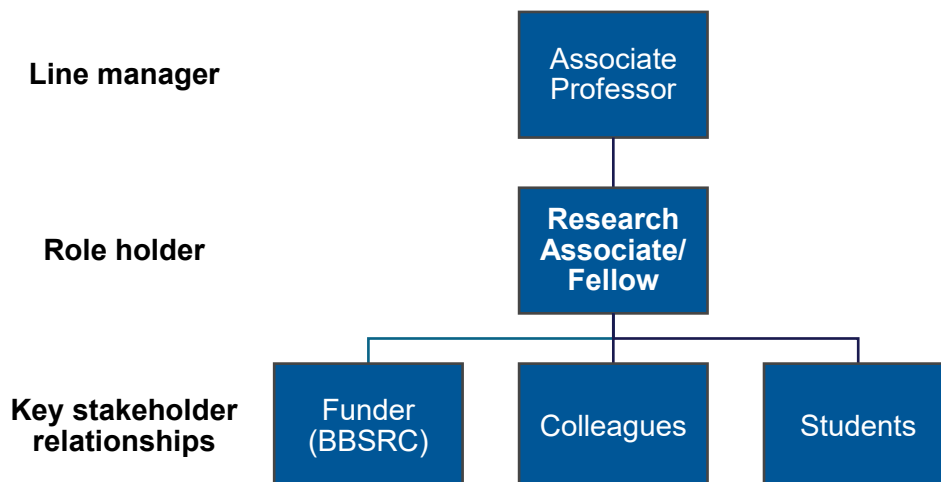 Line manager
Associate
Professor
Role holder
Research
Associate/
Fellow
Key stakeholder
relationships
Funder
(BBSRC)
Colleagues
Students